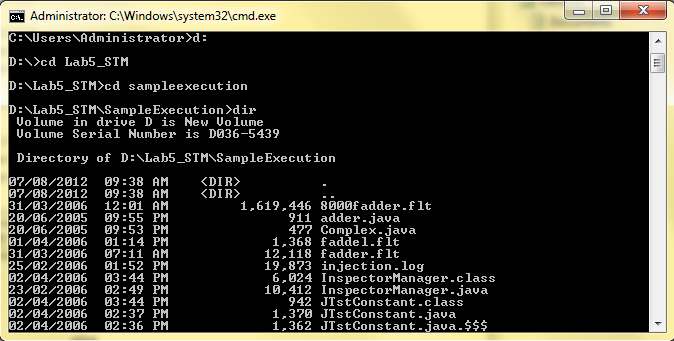 Administrator: C:\Windows\system32\cmd.exe
C:\Users\Administrator>d:
D:\>cd Lab5_STM
D:\Lab5_STM>cd sampleexecution
D:\Lab5_STM\SampleExecution>dir
Volume in drive D is New Volume
Volume Serial Number is D036-5439
Directory of D:\Lab5_STM\SampleExecution
07/08/2012 09:38 AM <DIR> .
07/08/2012 09:38 AM <DIR> ..
31/03/2006 12:01 AM 1,619,446 8000fadder.flt
20/06/2005 09:55 PM 911 adder.java
20/06/2005 09:53 PM 477 Complex.java
01/04/2006 01:14 PM 1,368 faddel.flt
31/03/2006 07:11 AM 12,118 fadder.flt
25/02/2006 01:52 PM 19,873 injection.log
02/04/2006 03:44 PM 6,024 InspectorManager.class
23/02/2006 02:49 PM 10,412 InspectorManager.java
02/04/2006 03:44 PM 942 JTstConstant.class
02/04/2006 02:37 PM 1,370 JTstConstant.java
02/04/2006 02:36 PM 1,362 JTstConstant.java.$$$